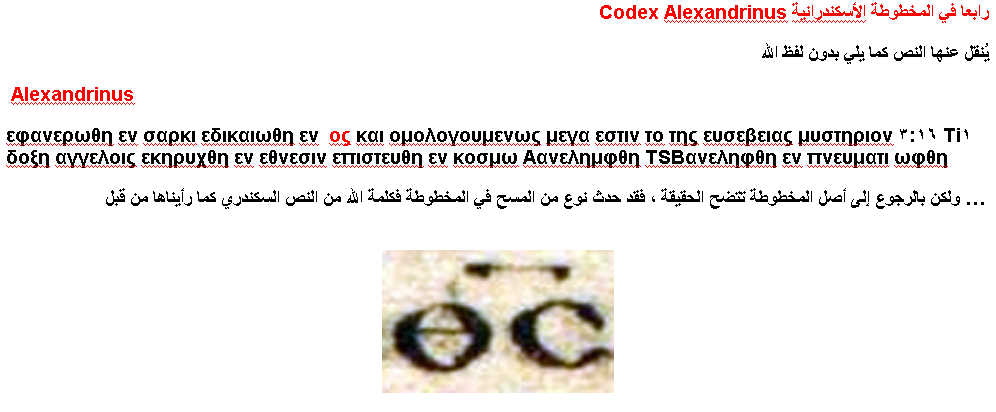 رابعا في المخطوطة الأسكندرانية Codex Alexandrinus
يُنقل عنها النص كما يلي بدون لفظ الله
Alexandrinus
εφανερωθη εν σαρκι εδικαιωθη εν ος και ομολογουμενως μεγα εστιν το της ευσεβειας μυστηριον ٣:١٦ Ti١
δοξη αγγελοις εκηρυχθη εν εθνεσιν επιστευθη εν κοσμω Aανελημφθη TSBανεληφθη εν πνευματι ωφθη
... ولكن بالرجوع إلى أصل المخطوطة تتضح الحقيقة ، فقد حدث نوع من المسح في المخطوطة فكلمة الله من النص السكندري كما رأيناها من قبل
ΘC